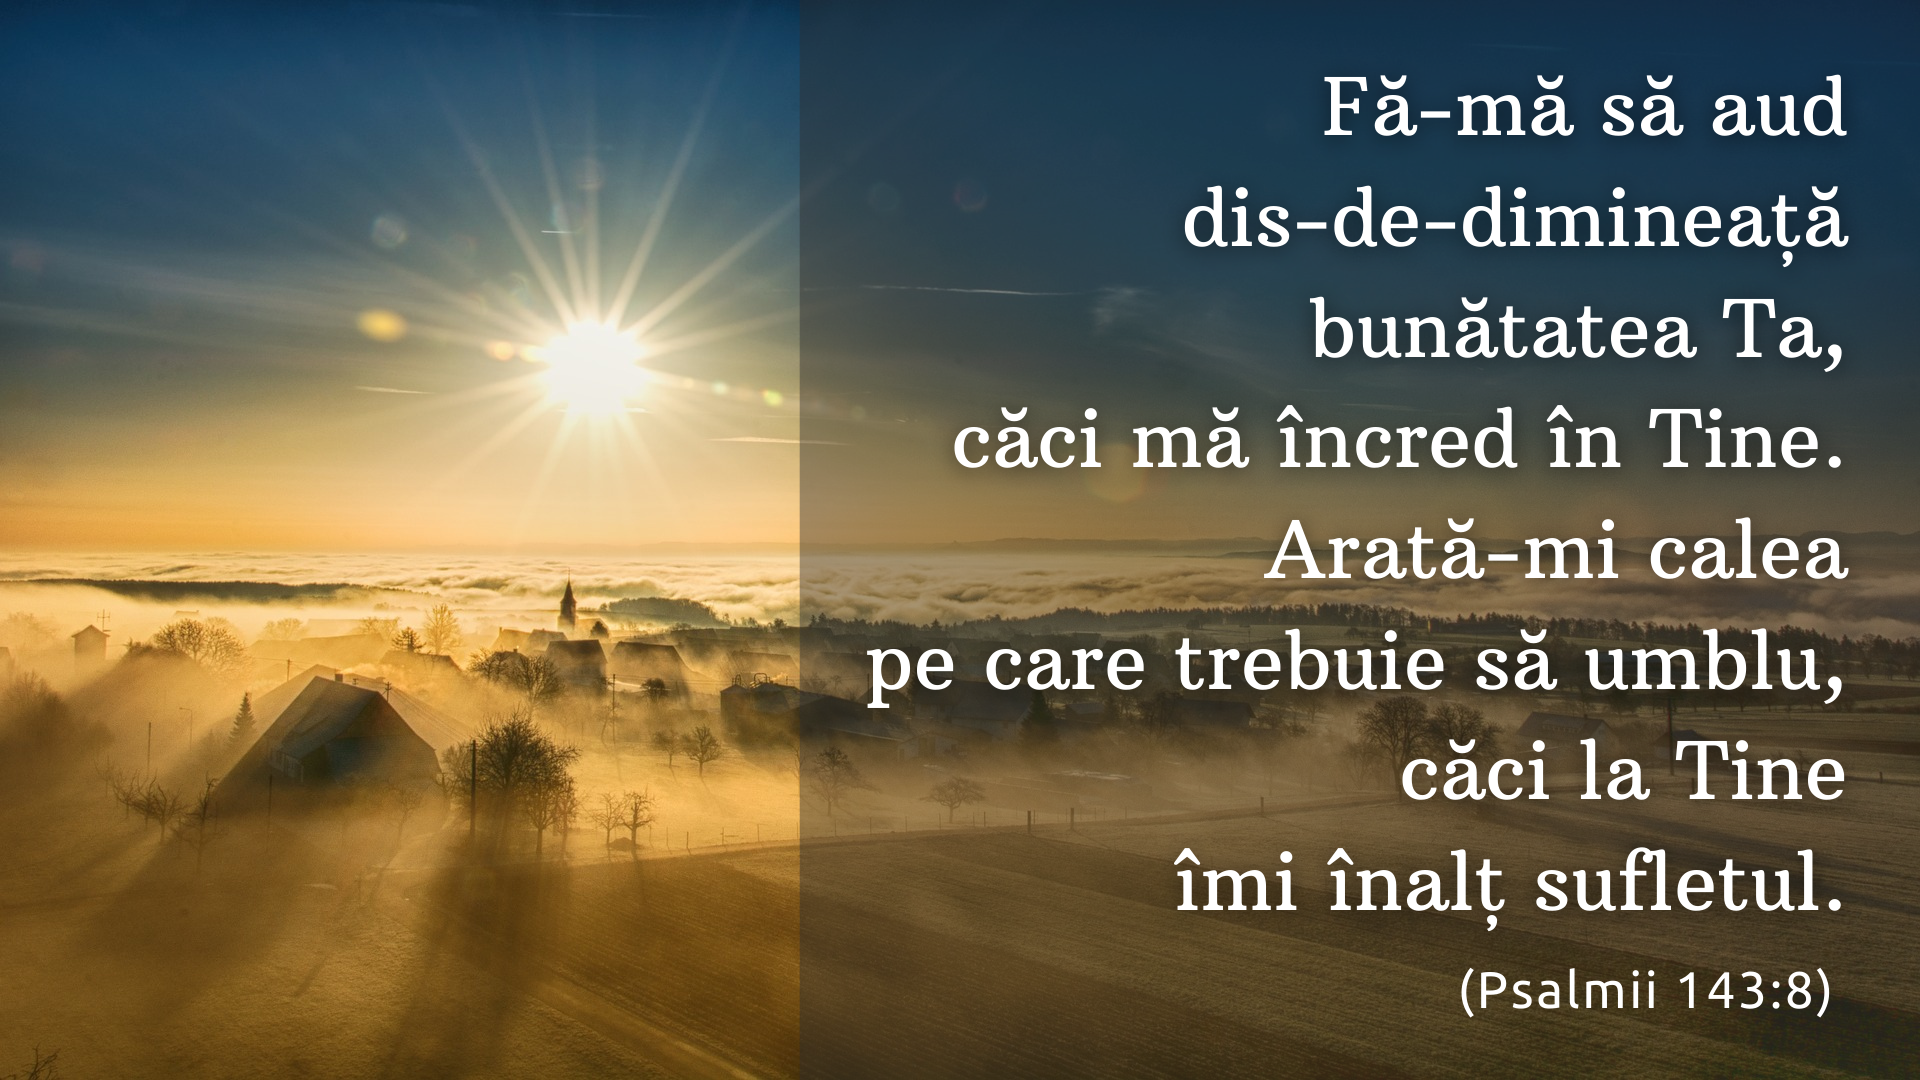 Fă-mă să aud
dis-de-dimineață
bunătatea Ta,
căci mă încred în Tine.
Arată-mi calea
pe care trebuie să umblu,
căci la Tine
îmi înalț sufletul.
(Psalmii 143:8)